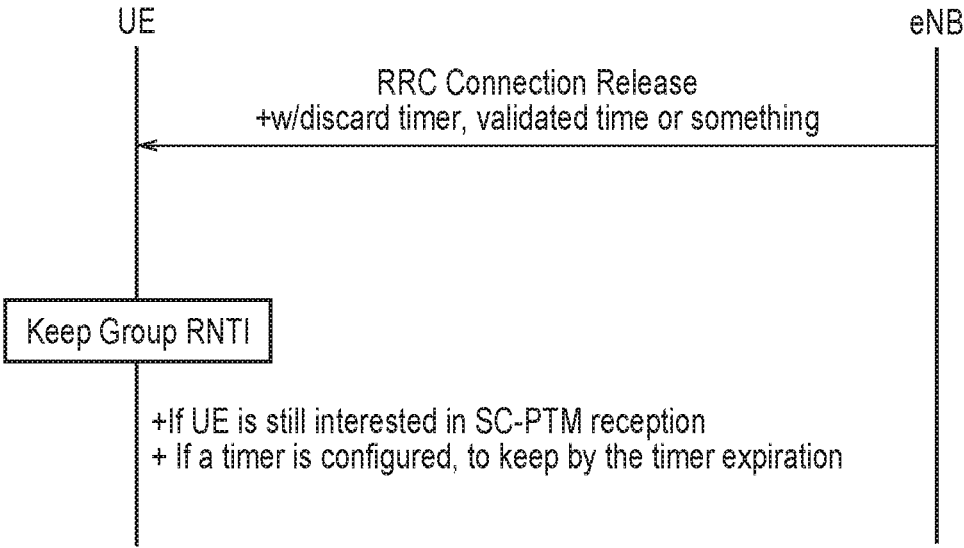 UE
eNB
RRC Connection Release
+w/discard timer, validated time or something
Keep Group RNTI
+If UE is still interested in SC-PTM reception
+ If a timer is configured, to keep by the timer expiration